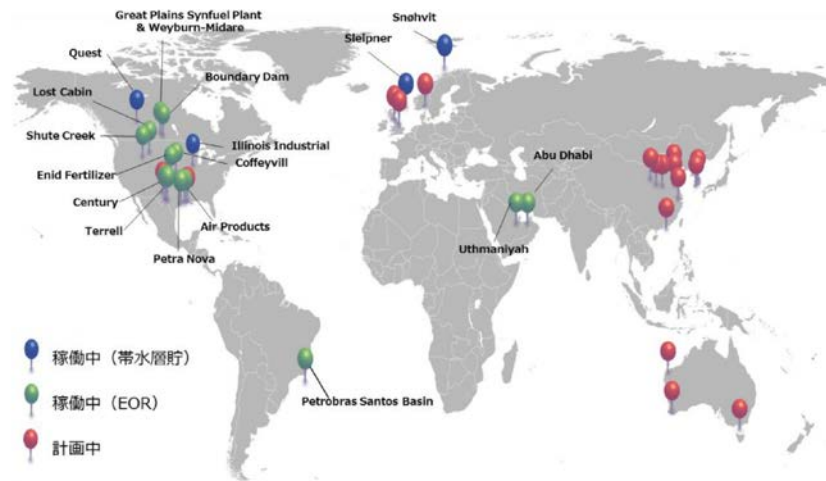 Great Plains Synfuel Plant
& Weyburn-Midare
Snøhvit
Quest
Sleipner
Boundary Dam
Lost Cabin
Shute Creek
Illinois Industrial
Coffeyvill
Enid Fertilizer
Abu Dhabi
Century
Terrell
Air Products
Uthmaniyah
Petra Nova
稼働中（帯水層貯）
稼働中（EOR）
Petrobras Santos Basin
計画中